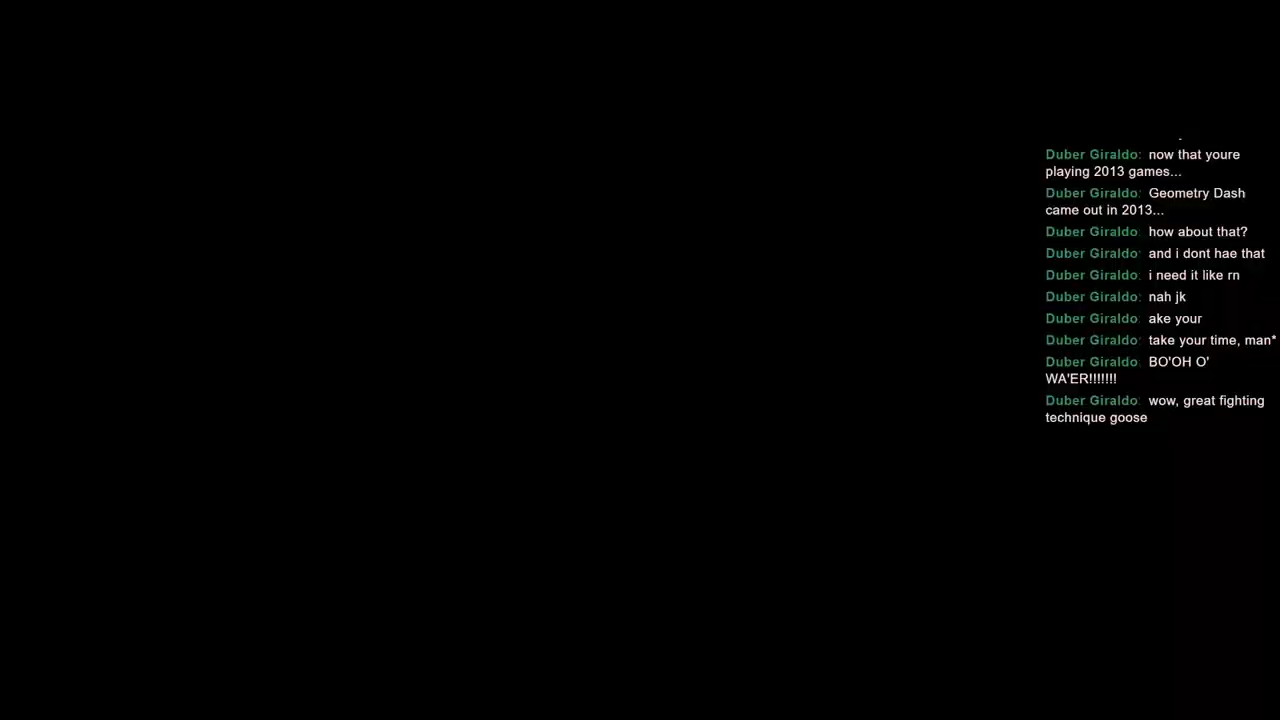 Duber Giraldo: now that youre
playing 2013 games...
Duber Giraldo: Geometry Dash
came out in 2013...
Duber Giraldo: how about that?
Duber Giraldo: and i dont hae that
Duber Giraldo: i need it like rn
Duber Giraldo: nah jk
Duber Giraldo: ake your
Duber Giraldo: take your time, man*
Duber Giraldo: BO'OH O'
WA'ER!!!!!!!
Duber Giraldo: wow, great fighting
technique goose